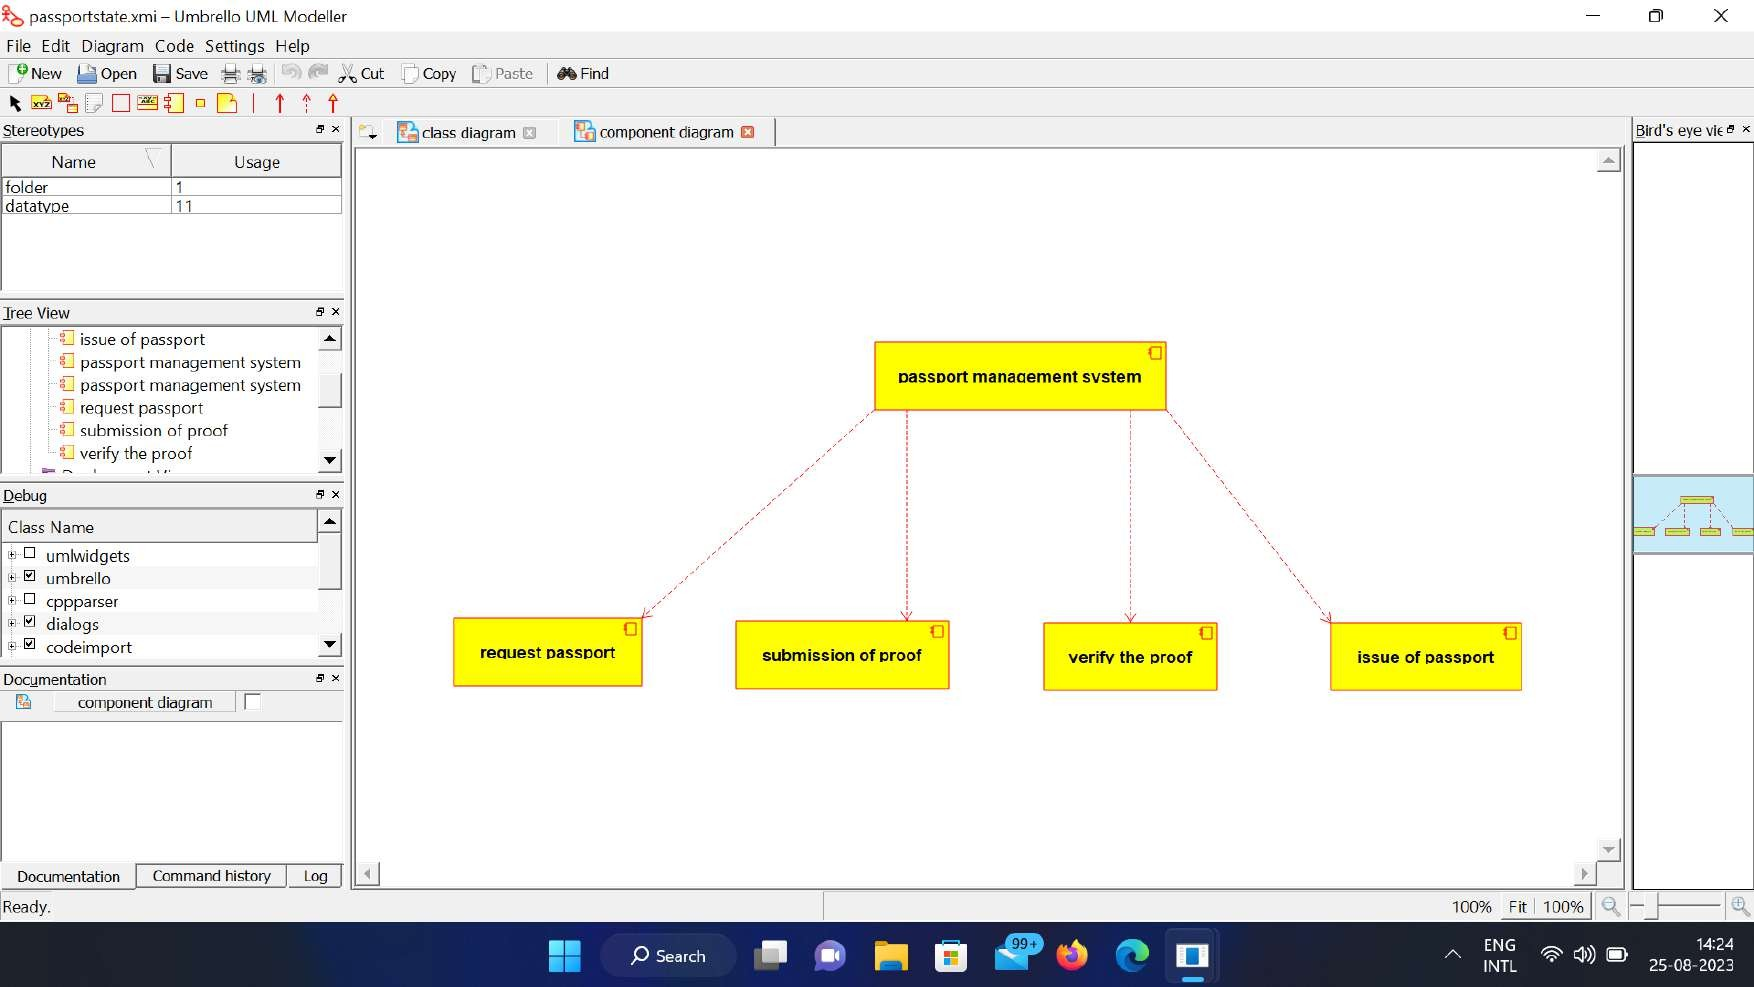 passportstate.xmi – Umbrello UML Modeller
File Edit Diagram Code Settings Help
New Open Save Cut Copy Paste Find
XYZ
Stereotypes
Name Usage
folder 1
datatype 11
Tree View
issue of passport
passport management system
passport management system
request passport
submission of proof
verify the proof
Debug
Class Name
umlwidgets
umbrello
cppparser
dialogs
codeimport
Documentation
component diagram
Documentation Command history Log
Ready.
class diagram component diagram
passport management system
request passport
submission of proof
verify the proof
issue of passport
Bird's eye vie
100% Fit 100%
Search
99+
ENG
INTL
14:24
25-08-2023